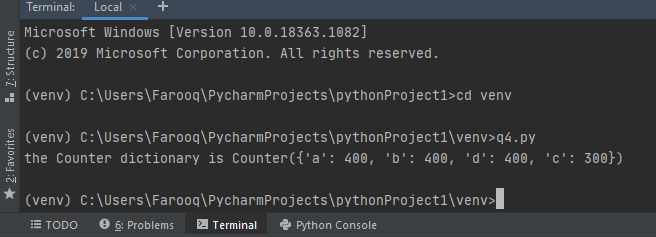 Terminal: Local × +
Microsoft Windows [Version 10.0.18363.1082]
(c) 2019 Microsoft Corporation. All rights reserved.
(venv) C:\Users\Farooq\PycharmProjects\pythonProject1>cd venv
(venv) C:\Users\Farooq\PycharmProjects\pythonProject1\venv>q4.py
the Counter dictionary is Counter({'a': 400, 'b': 400, 'd': 400, 'c': 300})
(venv) C:\Users\Farooq\PycharmProjects\pythonProject1\venv>
7: Structure
2: Favorites
TODO 6: Problems Terminal Python Console